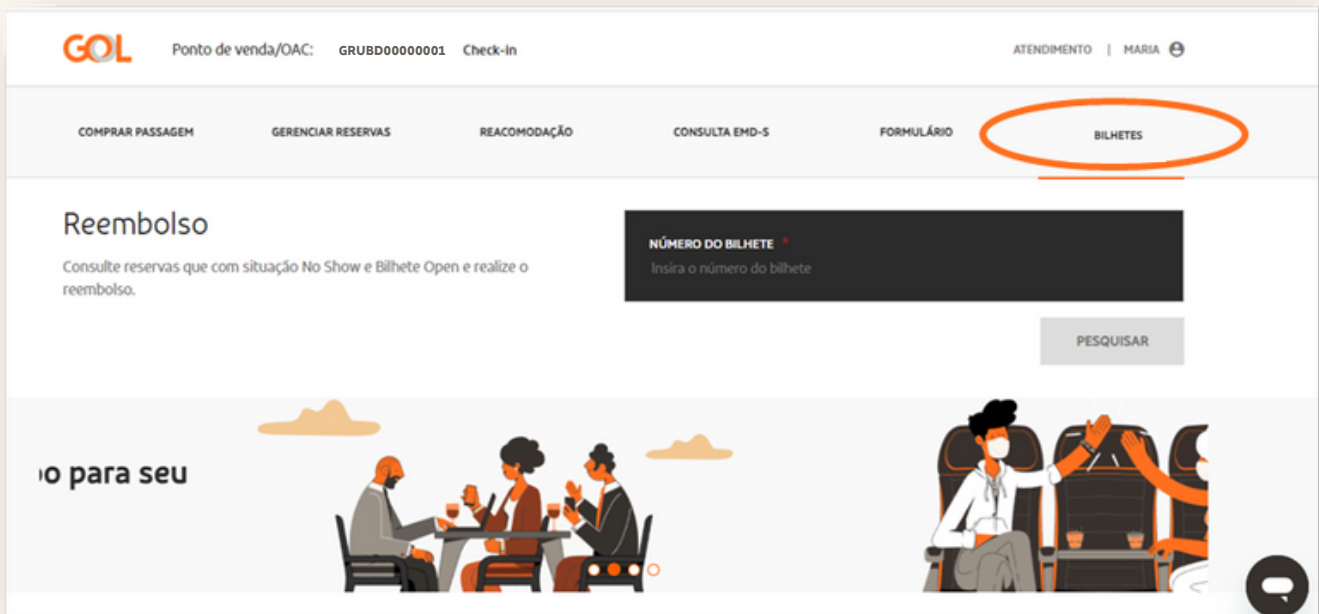 GOL Ponto de venda/OAC: GRUBD00000001 Check-in ATENDIMENTO | MARIA
COMPRAR PASSAGEM GERENCIAR RESERVAS REACOMODAÇÃO CONSULTA EMD-S FORMULÁRIO BILHETES
Reembolso
Consulte reservas que com situação No Show e Bilhete Open e realize o
reembolso.
NÚMERO DO BILHETE *
Insira o número do bilhete
PESQUISAR
para seu